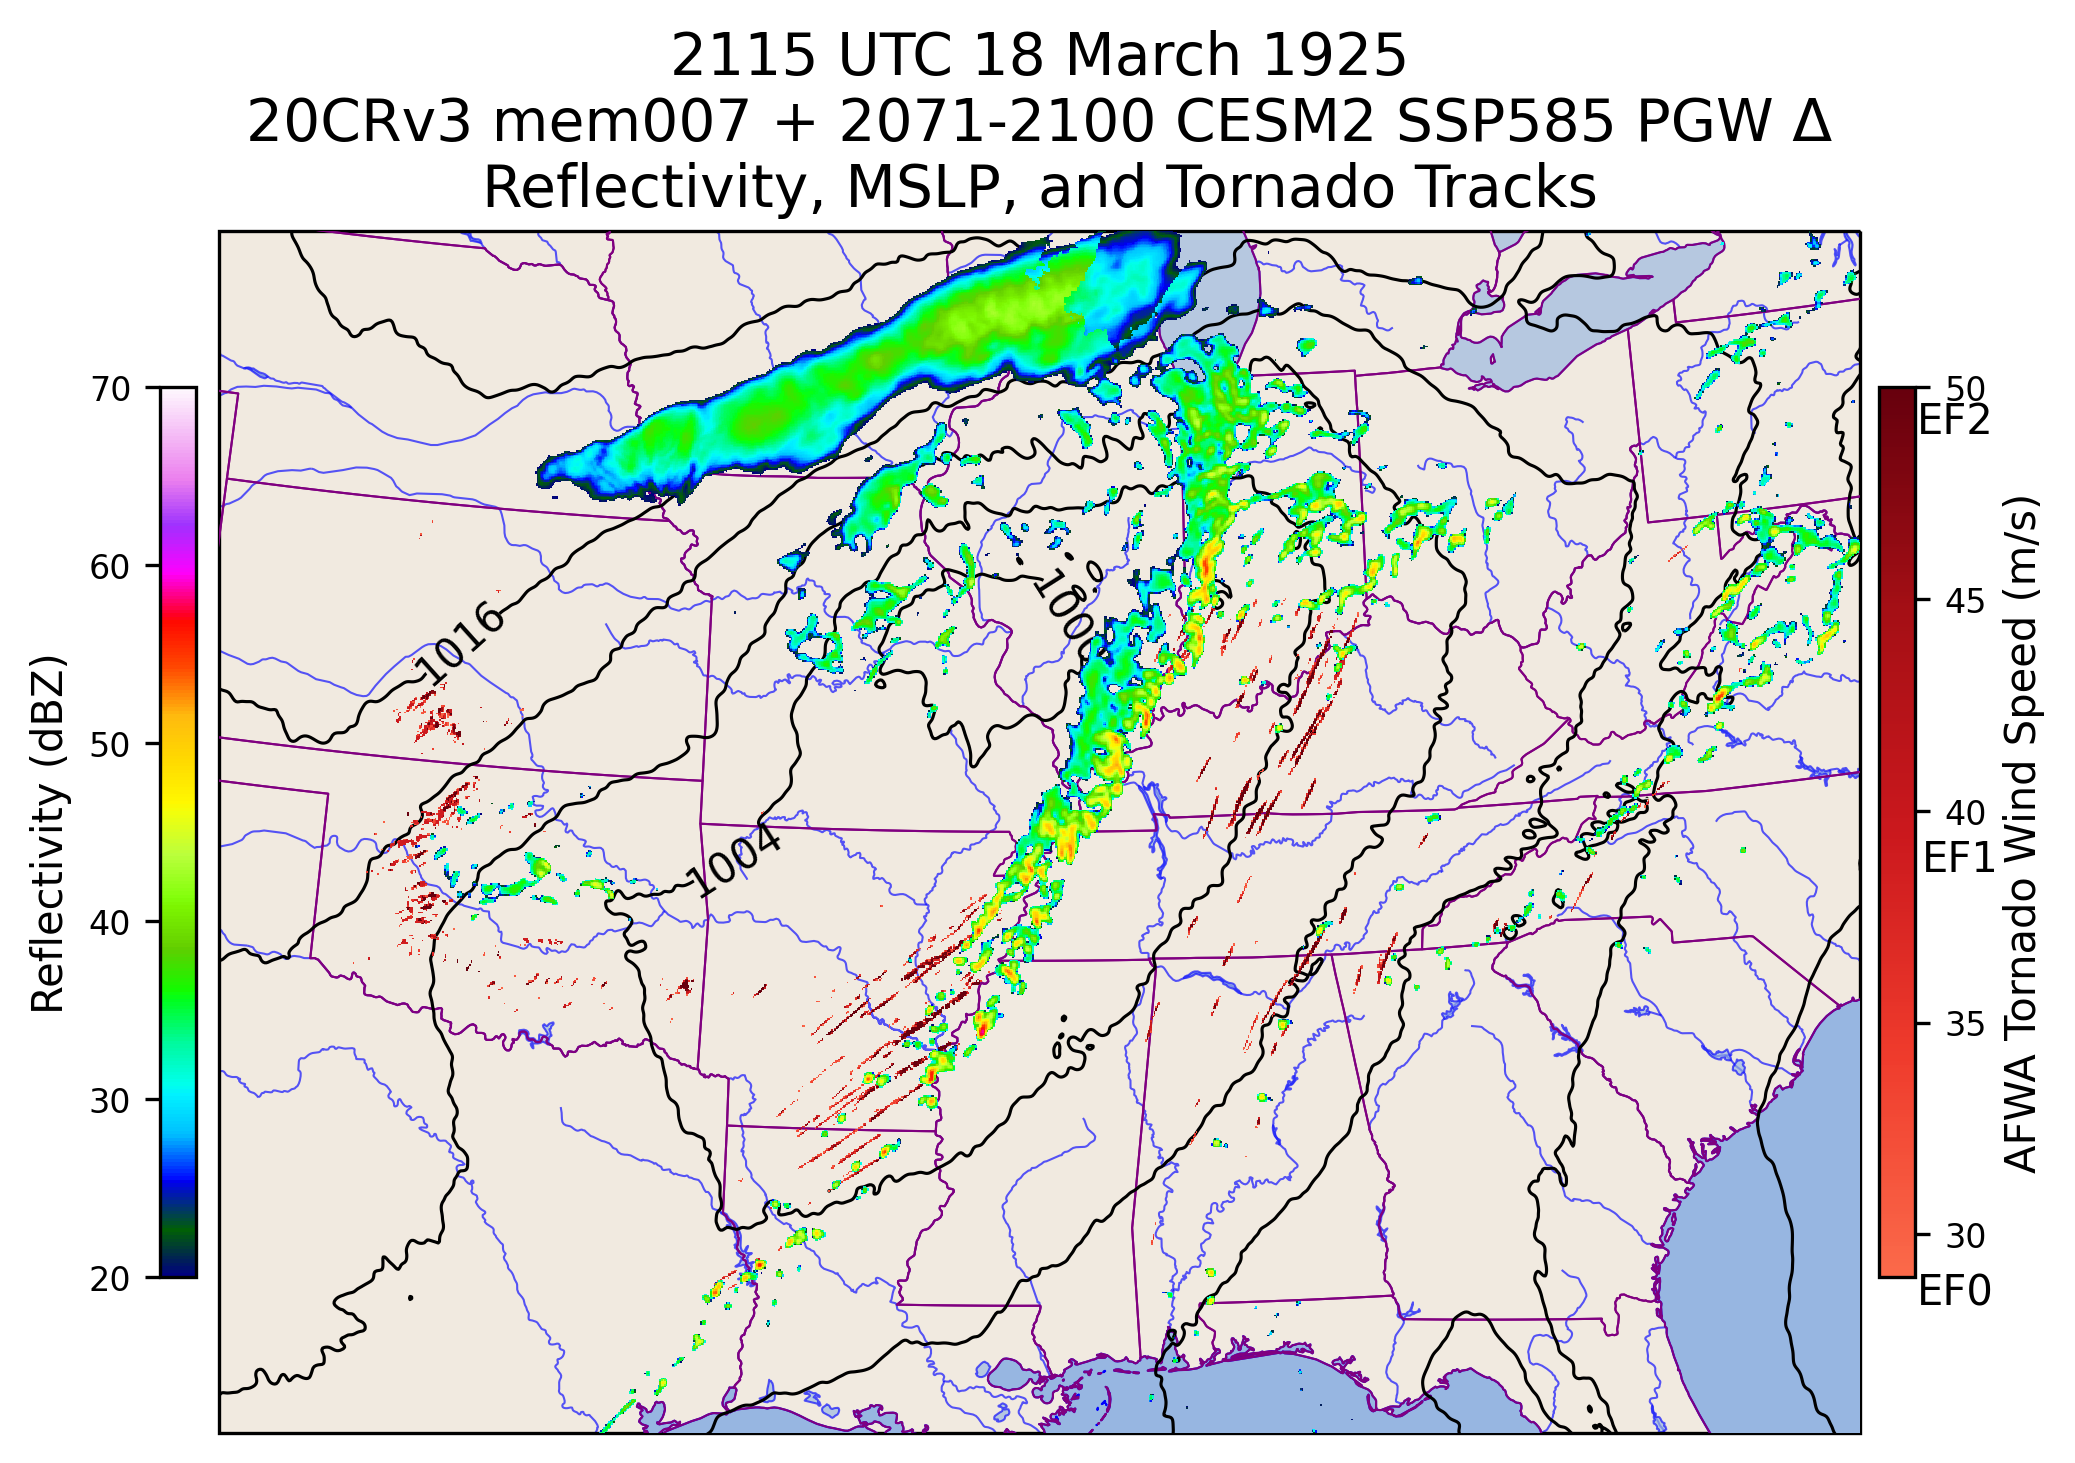 2115 UTC 18 March 1925
20CRv3 mem007 + 2071-2100 CESM2 SSP585 PGW Δ
Reflectivity, MSLP, and Tornado Tracks
Reflectivity (dBZ)
70
60
50
40
30
20
1016
1004
50
EF2
45
40
EF1
35
30
EF0
AFWA Tornado Wind Speed (m/s)